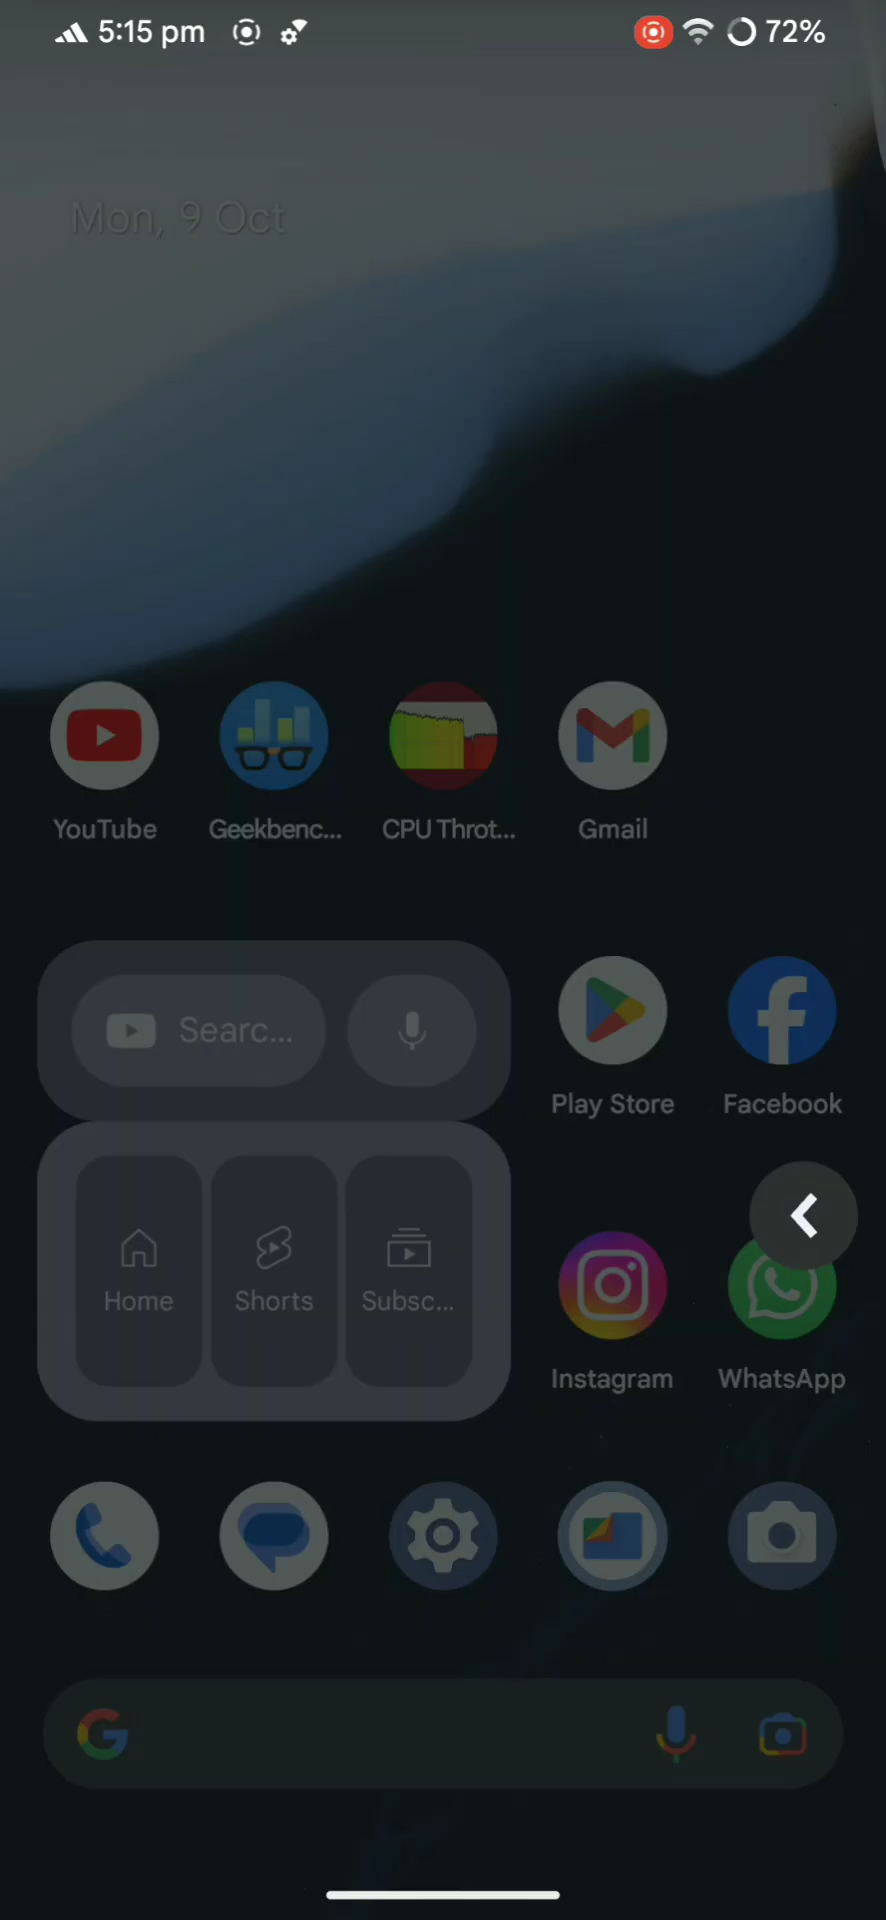 5:15 pm
72%
Mon, 9 Oct
YouTube
Geekbenc...
CPU Throt...
Gmail
Searc...
Play Store
Facebook
Home
Shorts
Subsc...
Instagram
WhatsApp